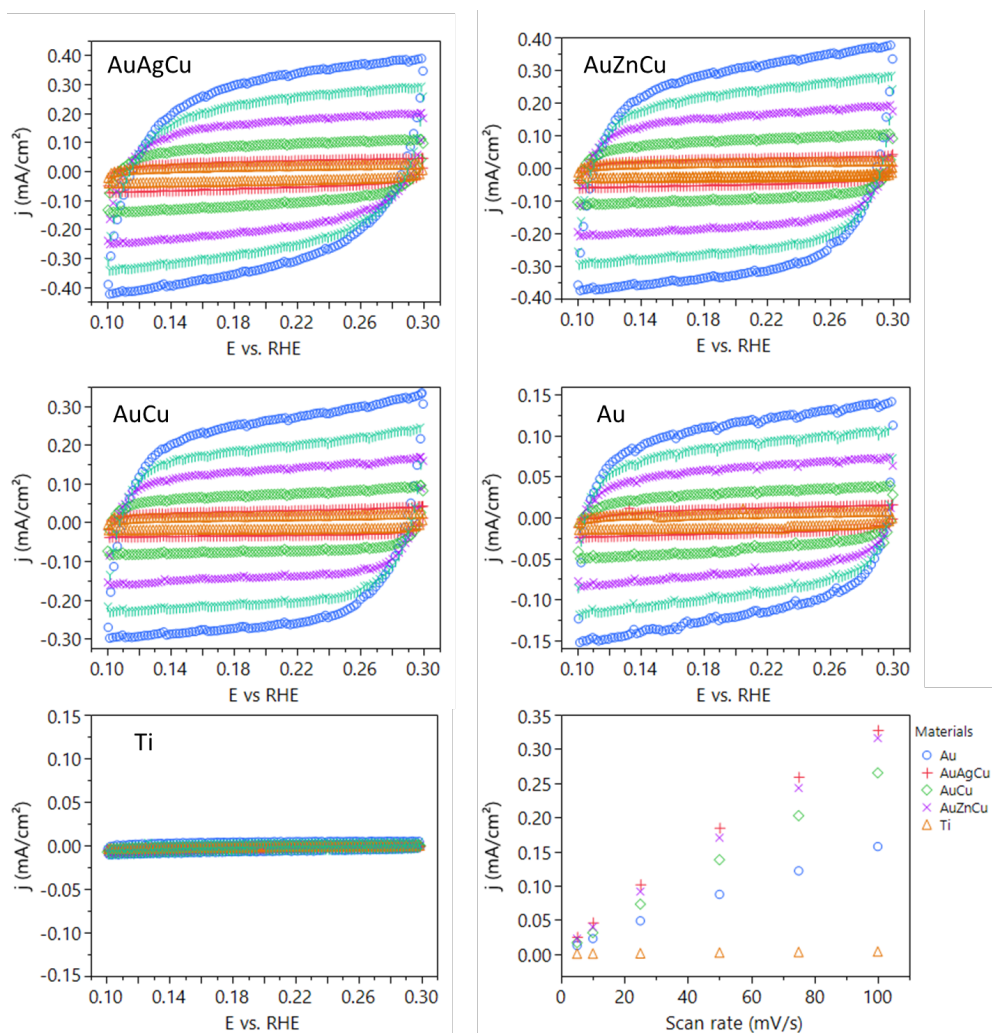 AuAgCu
j (mA/cm²)
0.40
0.30
0.20
0.10
0.00
-0.10
-0.20
-0.30
-0.40
0.10 0.14 0.18 0.22 0.26 0.30
E vs. RHE
AuZnCu
j (mA/cm²)
0.40
0.30
0.20
0.10
0.00
-0.10
-0.20
-0.30
-0.40
0.10 0.14 0.18 0.22 0.26 0.30
E vs. RHE
AuCu
j (mA/cm²)
0.30
0.20
0.10
0.00
-0.10
-0.20
-0.30
0.10 0.14 0.18 0.22 0.26 0.30
E vs RHE
Au
j (mA/cm²)
0.15
0.10
0.05
0.00
-0.05
-0.10
-0.15
0.10 0.14 0.18 0.22 0.26 0.30
E vs. RHE
Ti
j (mA/cm²)
0.15
0.10
0.05
0.00
-0.05
-0.10
-0.15
0.10 0.14 0.18 0.22 0.26 0.30
E vs. RHE
j (mA/cm²)
0.35
0.30
0.25
0.20
0.15
0.10
0.05
0.00
0 20 40 60 80 100
Scan rate (mV/s)
Materials
Au
AuAgCu
AuCu
AuZnCu
Ti